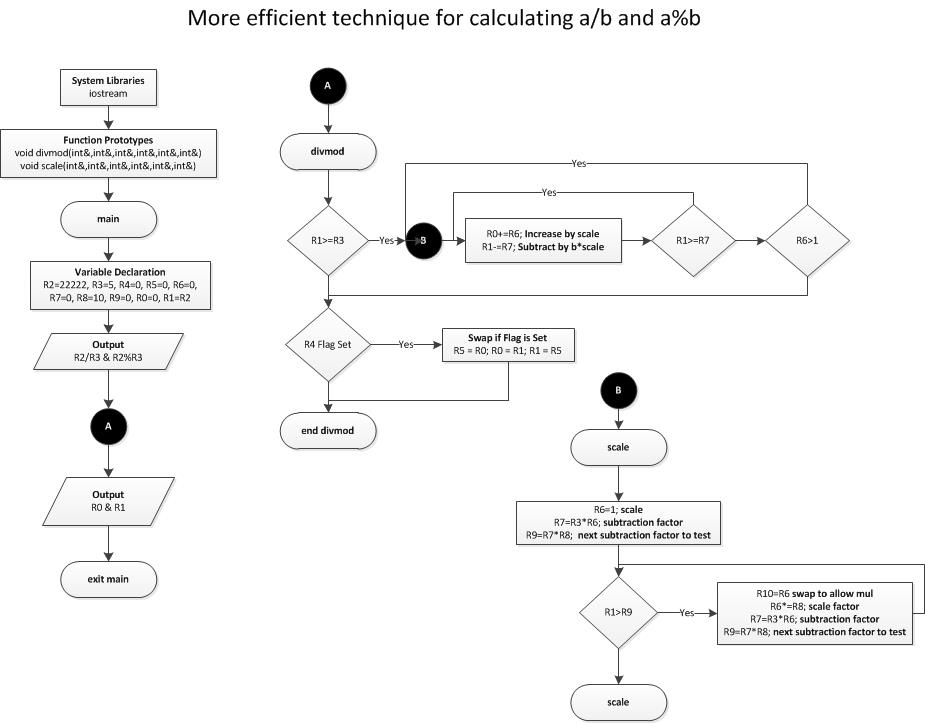 More efficient technique for calculating a/b and a%b
System Libraries
iostream
Function Prototypes
void divmod(int&,int&,int&,int&,int&,int&)
void scale(int&,int&,int&,int&,int&,int&)
main
Variable Declaration
R2=22222, R3=5, R4=0, R5=0, R6=0,
R7=0, R8=10, R9=0, R0=0, R1=R2
Output
R2/R3 & R2%R3
A
Output
R0 & R1
exit main
A
divmod
R1>=R3
Yes
B
R0+=R6; Increase by scale
R1-=R7; Subtract by b*scale
Yes
R1>=R7
Yes
R6>1
R4 Flag Set
Yes
Swap if Flag is Set
R5 = R0; R0 = R1; R1 = R5
end divmod
B
scale
R6=1; scale
R7=R3*R6; subtraction factor
R9=R7*R8; next subtraction factor to test
R1>R9
Yes
R10=R6 swap to allow mul
R6*=R8; scale factor
R7=R3*R6; subtraction factor
R9=R7*R8; next subtraction factor to test
scale